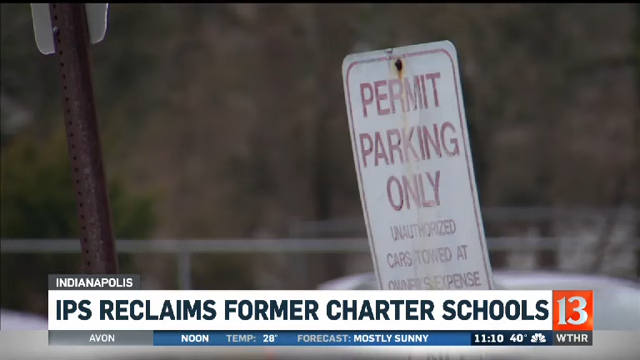 PERMIT
PARKING
ONLY
UNAUTHORIZED
CARS TOWED AT
OWNER'S EXPENSE
INDIANAPOLIS
IPS RECLAIMS FORMER CHARTER SCHOOLS 13
AVON NOON TEMP: 28° FORECAST: MOSTLY SUNNY 11:10 40° WTHR